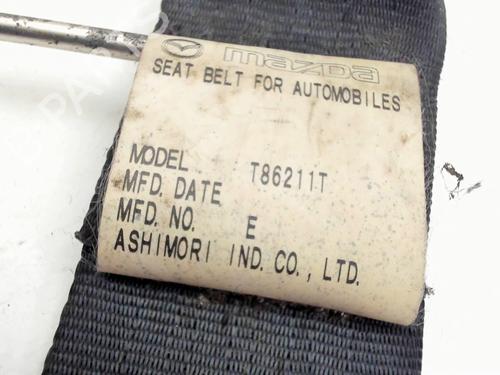 mazda
SEAT BELT FOR AUTOMOBILES
MODEL T86211T
MFD. DATE
MFD. NO. E
ASHIMORI IND. CO., LTD.